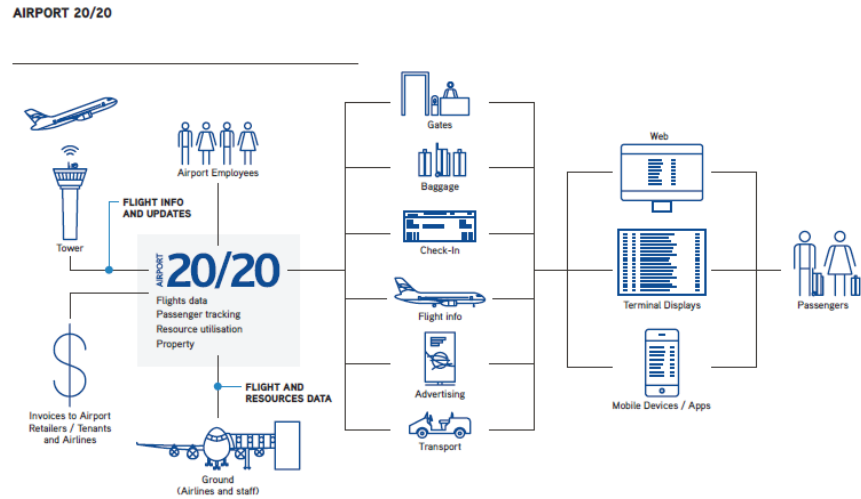 AIRPORT 20/20
Gates
Airport Employees
Baggage
Web
FLIGHT INFO
AND UPDATES
Tower
Check-In
AIRPORT 20/20
Flights data
Passenger tracking
Resource utilisation
Property
Flight info
Terminal Displays
Passengers
FLIGHT AND
RESOURCES DATA
Advertising
Mobile Devices / Apps
Invoices to Airport
Retailers / Tenants
and Airlines
Transport
Ground
(Airlines and staff)